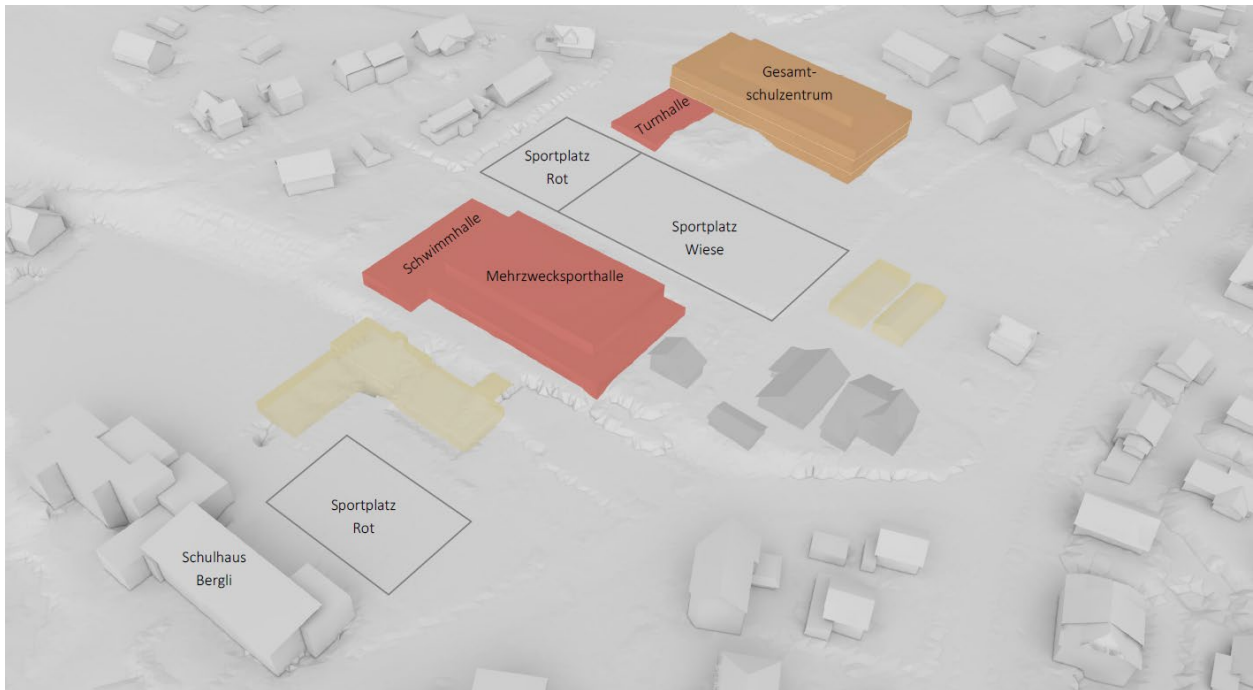 Gesamt-
schulzentrum
Turnhalle
Sportplatz
Rot
Sportplatz
Wiese
Schwimmhalle
Mehrzwecksporthalle
Sportplatz
Rot
Schulhaus
Bergli